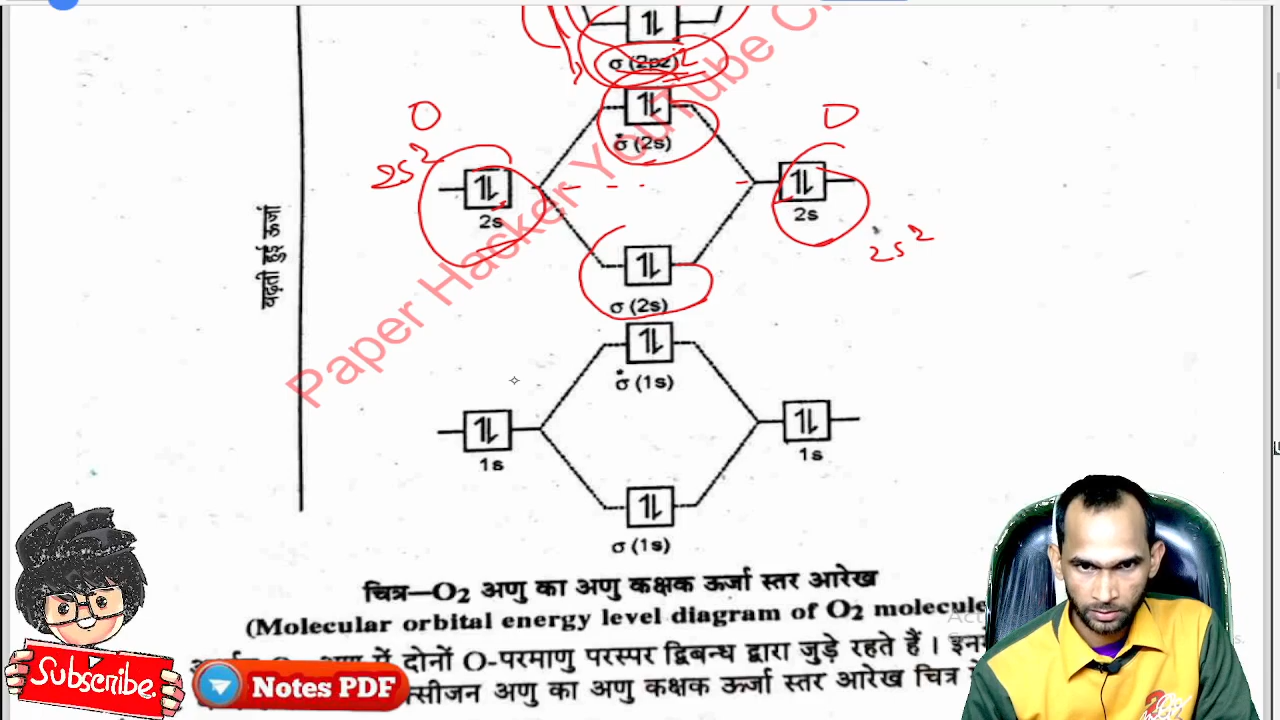 σ (2pz) 2
O
O
2s²
σ* (2s)
2s
2s
2s²
σ (2s)
बढ़ती हुई ऊर्जा
Paper Hacker YouTube
σ* (1s)
1s
1s
σ (1s)
चित्र—O₂ अणु का अणु कक्षक ऊर्जा स्तर आरेख
(Molecular orbital energy level diagram of O₂ molecule
अणु में दोनों O-परमाणु परस्पर द्विबन्ध द्वारा जुड़े रहते हैं ।
क्सीजन अणु का अणु कक्षक ऊर्जा स्तर आरेख चित्र
Subscribe.
Notes PDF